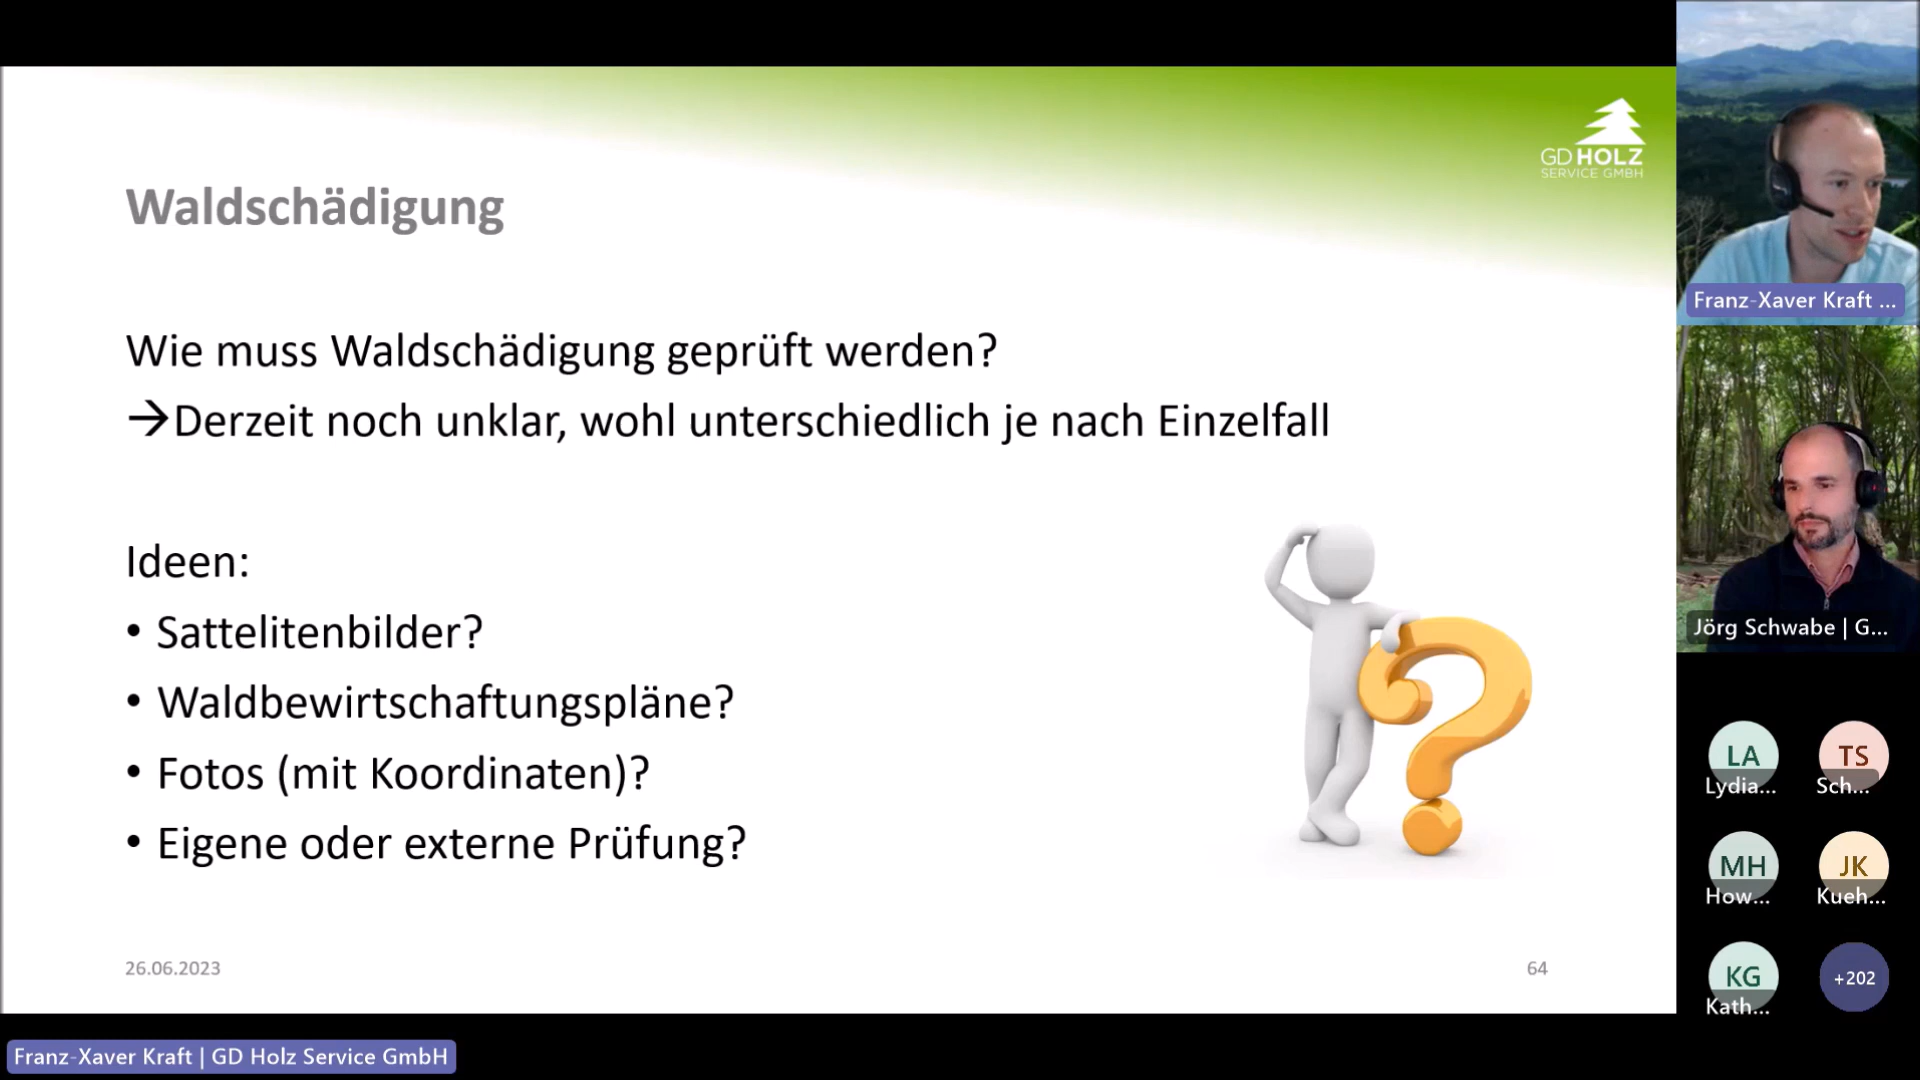 GD HOLZ
SERVICE GMBH
Waldschädigung
Wie muss Waldschädigung geprüft werden?
→Derzeit noch unklar, wohl unterschiedlich je nach Einzelfall
Ideen:
• Sattelitenbilder?
• Waldbewirtschaftungspläne?
• Fotos (mit Koordinaten)?
• Eigene oder externe Prüfung?
26.06.2023
64
Franz-Xaver Kraft ...
Jörg Schwabe | G...
LA
Lydia...
TS
Sch...
MH
How...
JK
Kueh...
KG
Kath...
+202
Franz-Xaver Kraft | GD Holz Service GmbH